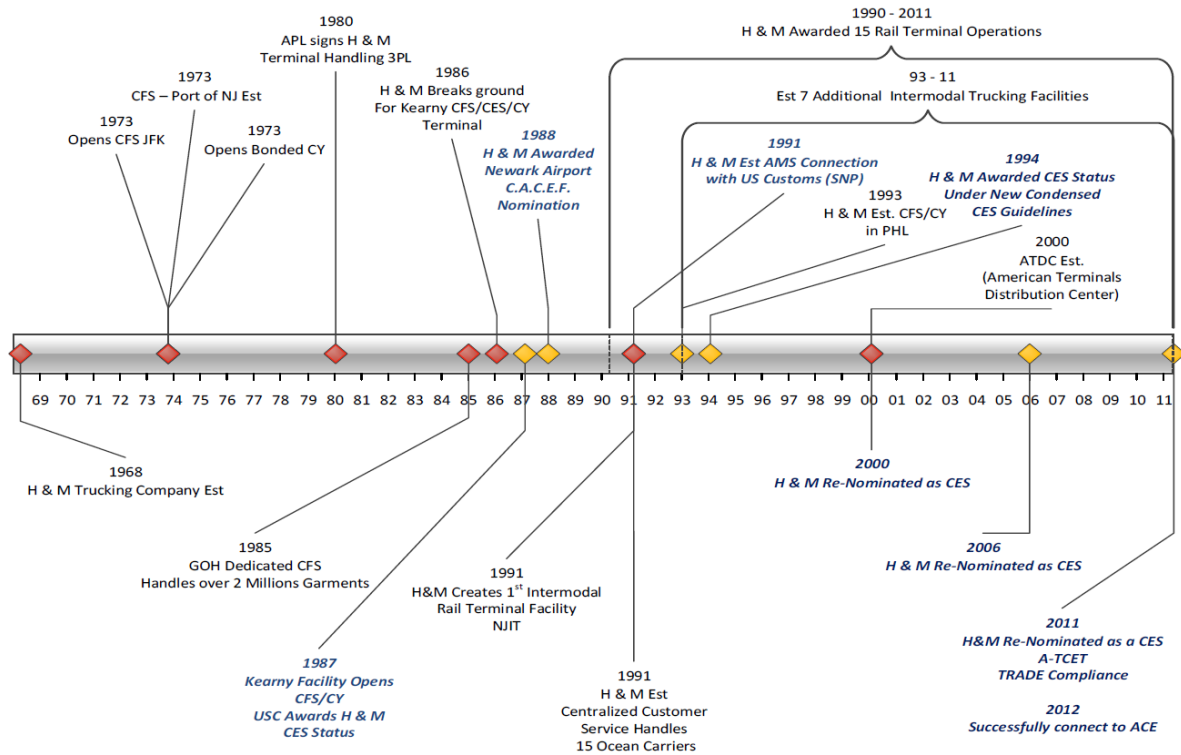 1980
APL signs H & M
Terminal Handling 3PL
1990 - 2011
H & M Awarded 15 Rail Terminal Operations
1973
CFS – Port of NJ Est
1986
H & M Breaks ground
For Kearny CFS/CES/CY
Terminal
93 - 11
Est 7 Additional Intermodal Trucking Facilities
1973
Opens CFS JFK
1973
Opens Bonded CY
1988
H & M Awarded
Newark Airport
C.A.C.E.F.
Nomination
1991
H & M Est AMS Connection
with US Customs (SNP)
1994
H & M Awarded CES Status
Under New Condensed
CES Guidelines
1993
H & M Est. CFS/CY
in PHL
2000
ATDC Est.
(American Terminals
Distribution Center)
69 70 71 72 73 74 75 76 77 78 79 80 81 82 83 84 85 86 87 88 89 90 91 92 93 94 95 96 97 98 99 00 01 02 03 04 05 06 07 08 09 10 11
1968
H & M Trucking Company Est
2000
H & M Re-Nominated as CES
1985
GOH Dedicated CFS
Handles over 2 Millions Garments
1991
H&M Creates 1st Intermodal
Rail Terminal Facility
NJIT
2006
H & M Re-Nominated as CES
1987
Kearny Facility Opens
CFS/CY
USC Awards H & M
CES Status
1991
H & M Est
Centralized Customer
Service Handles
15 Ocean Carriers
2011
H&M Re-Nominated as a CES
A-TCET
TRADE Compliance
2012
Successfully connect to ACE